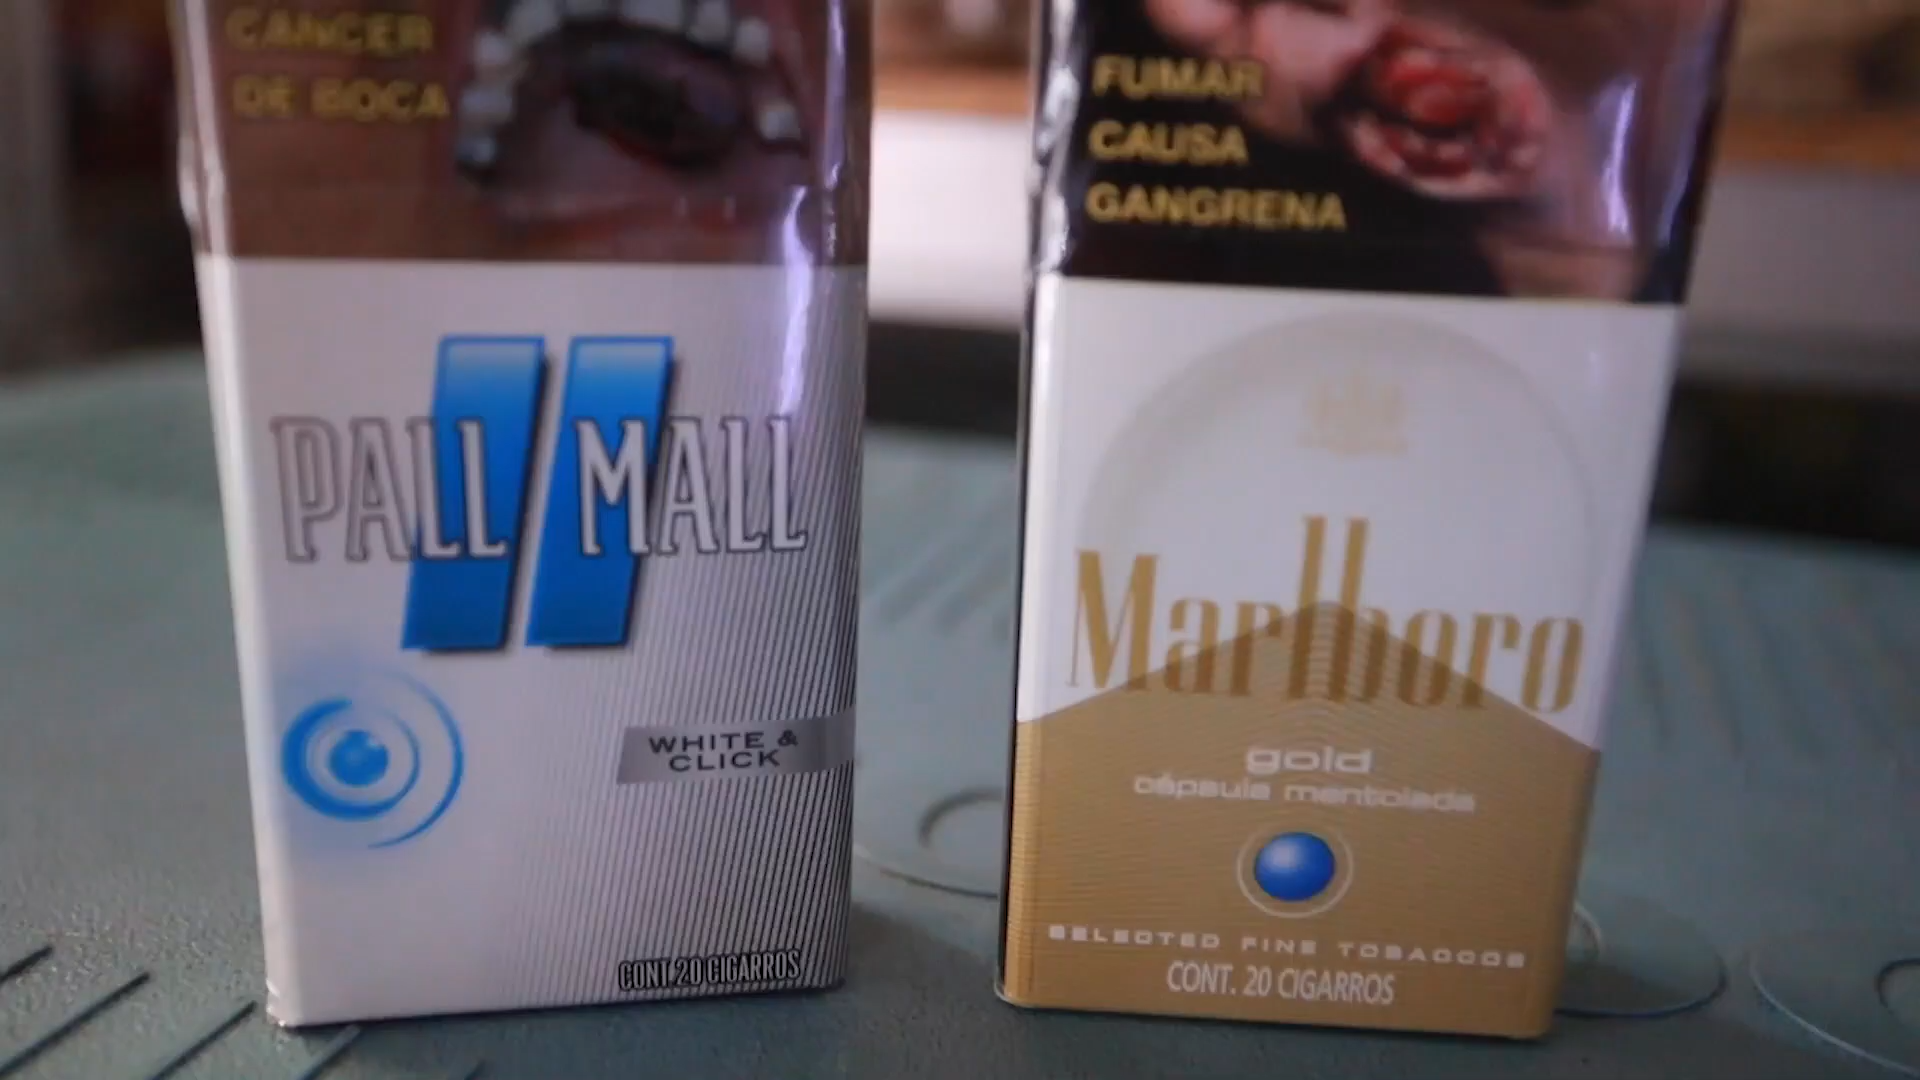 CANCER
DE BOCA
PALL MALL
WHITE &
CLICK
CONT 20 CIGARROS
FUMAR
CAUSA
GANGRENA
Marlboro
gold
cápsula mentolada
SELECTED FINE TOBACCOS
CONT. 20 CIGARROS